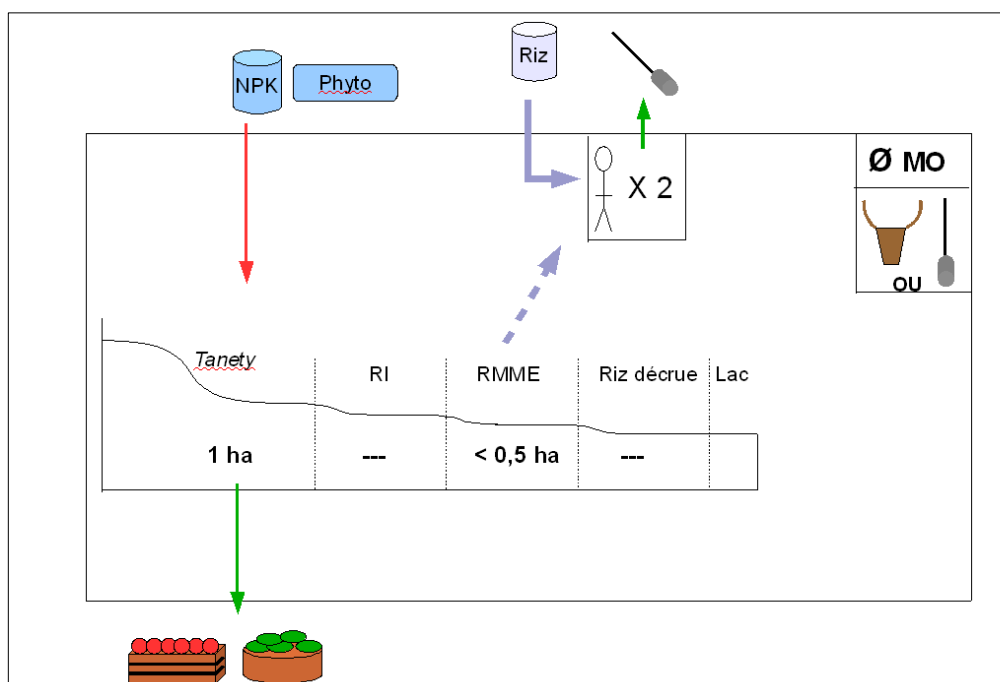 Riz
NPK
Phyto
X 2
Ø MO
OU
Tanety
RI
RMME
Riz décrue
Lac
1 ha
---
< 0,5 ha
---